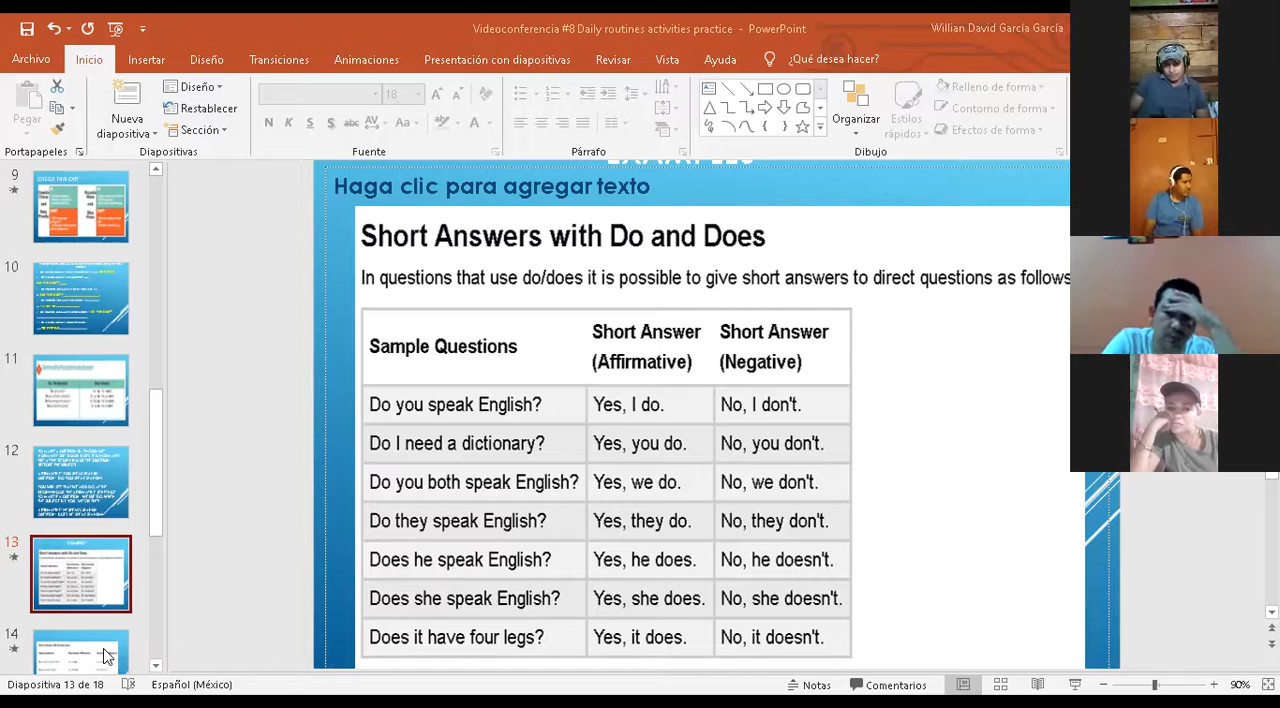 Videoconferencia #8 Daily routines activities practice - PowerPoint
Willian David García García
Archivo Inicio Insertar Diseño Transiciones Animaciones Presentación con diapositivas Revisar Vista Ayuda ¿Qué desea hacer?
Pegar
Nueva diapositiva
Diseño
Restablecer
Sección
18
N K S S abc AV Aa A
Organizar
Estilos rápidos
Relleno de forma
Contorno de forma
Efectos de forma
Portapapeles Diapositivas Fuente Párrafo Dibujo
9
10
11
12
13
14
Haga clic para agregar texto
Short Answers with Do and Does
In questions that use do/does it is possible to give short answers to direct questions as follows
Sample Questions Short Answer (Affirmative) Short Answer (Negative)
Do you speak English? Yes, I do. No, I don't.
Do I need a dictionary? Yes, you do. No, you don't.
Do you both speak English? Yes, we do. No, we don't.
Do they speak English? Yes, they do. No, they don't.
Does he speak English? Yes, he does. No, he doesn't.
Does she speak English? Yes, she does. No, she doesn't.
Does it have four legs? Yes, it does. No, it doesn't.
Diapositiva 13 de 18 Español (México) Notas Comentarios 90%